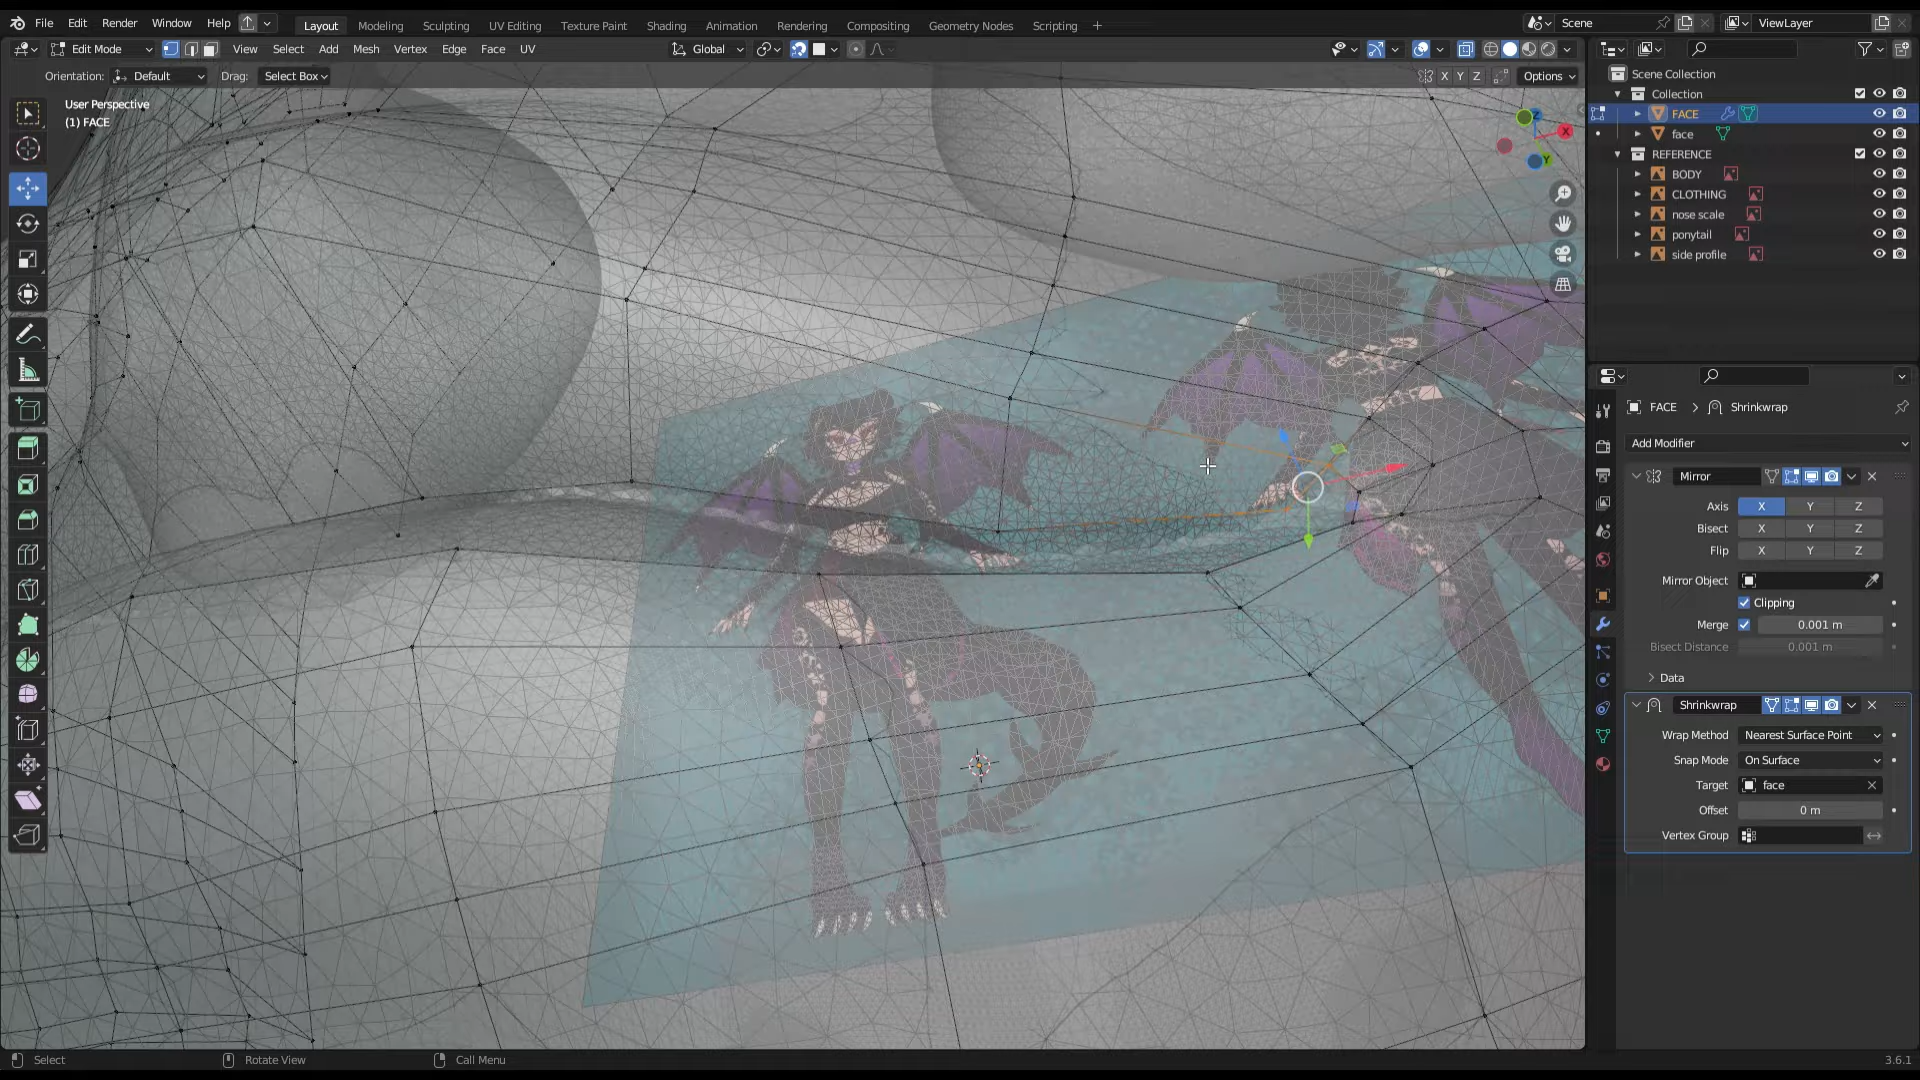 File Edit Render Window Help Layout Modeling Sculpting UV Editing Texture Paint Shading Animation Rendering Compositing Geometry Nodes Scripting + Scene ViewLayer
Edit Mode View Select Add Mesh Vertex Edge Face UV Global
Orientation: Default Drag: Select Box X Y Z Options
User Perspective
(1) FACE
Z
X
Y
Scene Collection
Collection
FACE
face
REFERENCE
BODY
CLOTHING
nose scale
ponytail
side profile
FACE > Shrinkwrap
Add Modifier
Mirror
Axis X Y Z
Bisect X Y Z
Flip X Y Z
Mirror Object
Clipping
Merge 0.001 m
Bisect Distance 0.001 m
Data
Shrinkwrap
Wrap Method Nearest Surface Point
Snap Mode On Surface
Target face
Offset 0 m
Vertex Group
Select Rotate View Call Menu 3.6.1